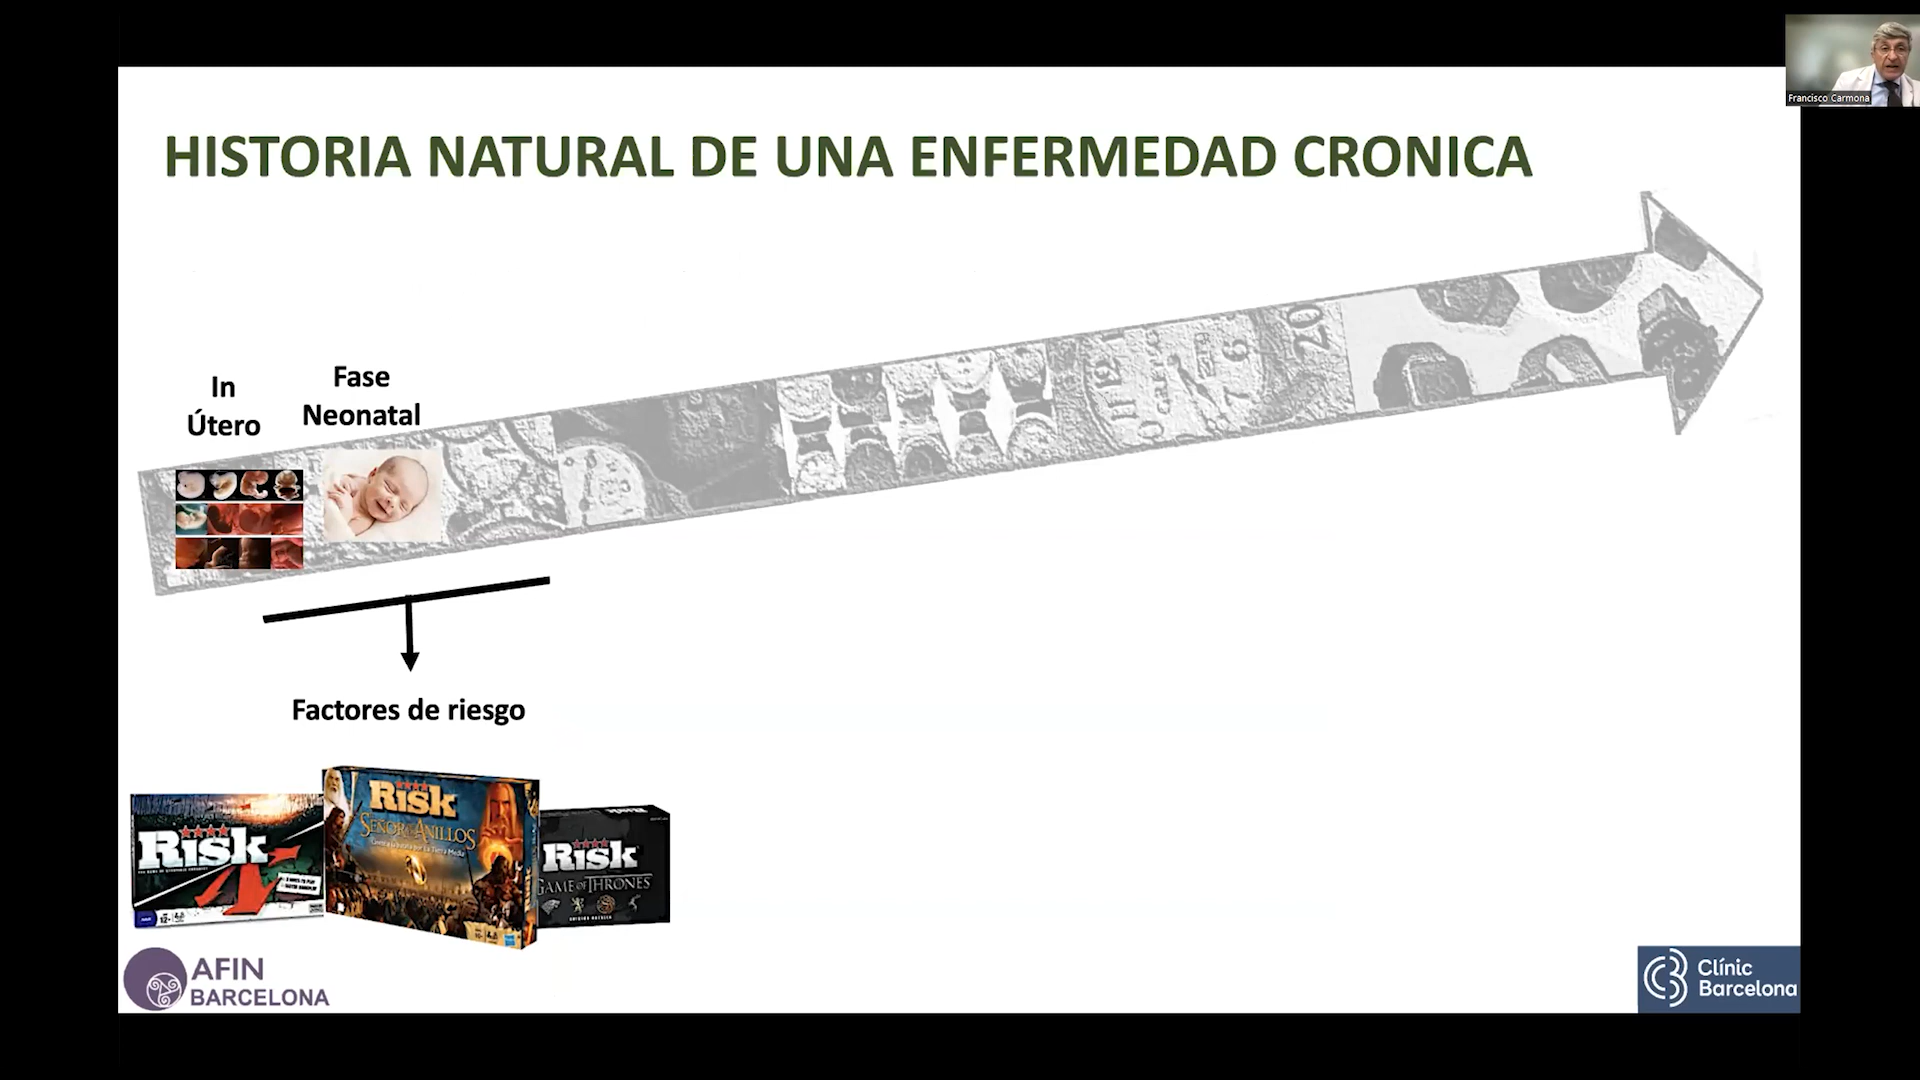 Francisco Carmona
HISTORIA NATURAL DE UNA ENFERMEDAD CRONICA
In
Útero
Fase
Neonatal
Factores de riesgo
RISK
12+
RISK
SEÑOR DE LOS ANILLOS
RISK
GAME OF THRONES
AFIN
BARCELONA
Clínic
Barcelona